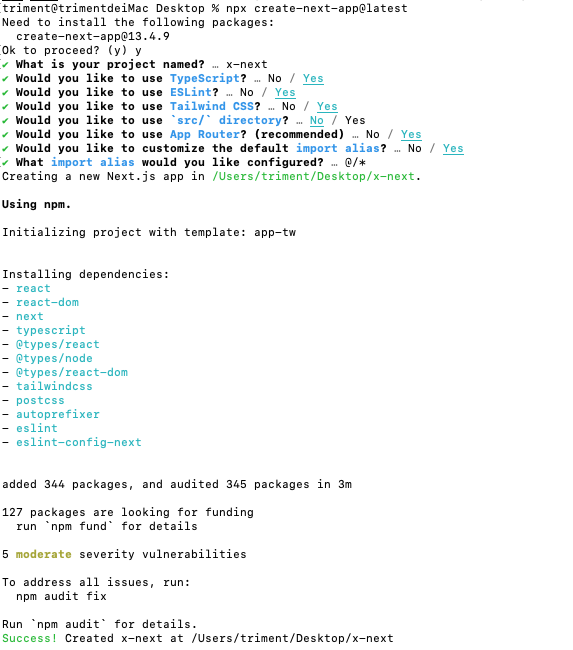 triment@trimentdeiMac Desktop % npx create-next-app@latest
Need to install the following packages:
  create-next-app@13.4.9
Ok to proceed? (y) y
✔ What is your project named? … x-next
✔ Would you like to use TypeScript? … No / Yes
✔ Would you like to use ESLint? … No / Yes
✔ Would you like to use Tailwind CSS? … No / Yes
✔ Would you like to use `src/` directory? … No / Yes
✔ Would you like to use App Router? (recommended) … No / Yes
✔ Would you like to customize the default import alias? … No / Yes
✔ What import alias would you like configured? … @/*
Creating a new Next.js app in /Users/triment/Desktop/x-next.

Using npm.

Initializing project with template: app-tw


Installing dependencies:
- react
- react-dom
- next
- typescript
- @types/react
- @types/node
- @types/react-dom
- tailwindcss
- postcss
- autoprefixer
- eslint
- eslint-config-next


added 344 packages, and audited 345 packages in 3m

127 packages are looking for funding
  run `npm fund` for details

5 moderate severity vulnerabilities

To address all issues, run:
  npm audit fix

Run `npm audit` for details.
Success! Created x-next at /Users/triment/Desktop/x-next